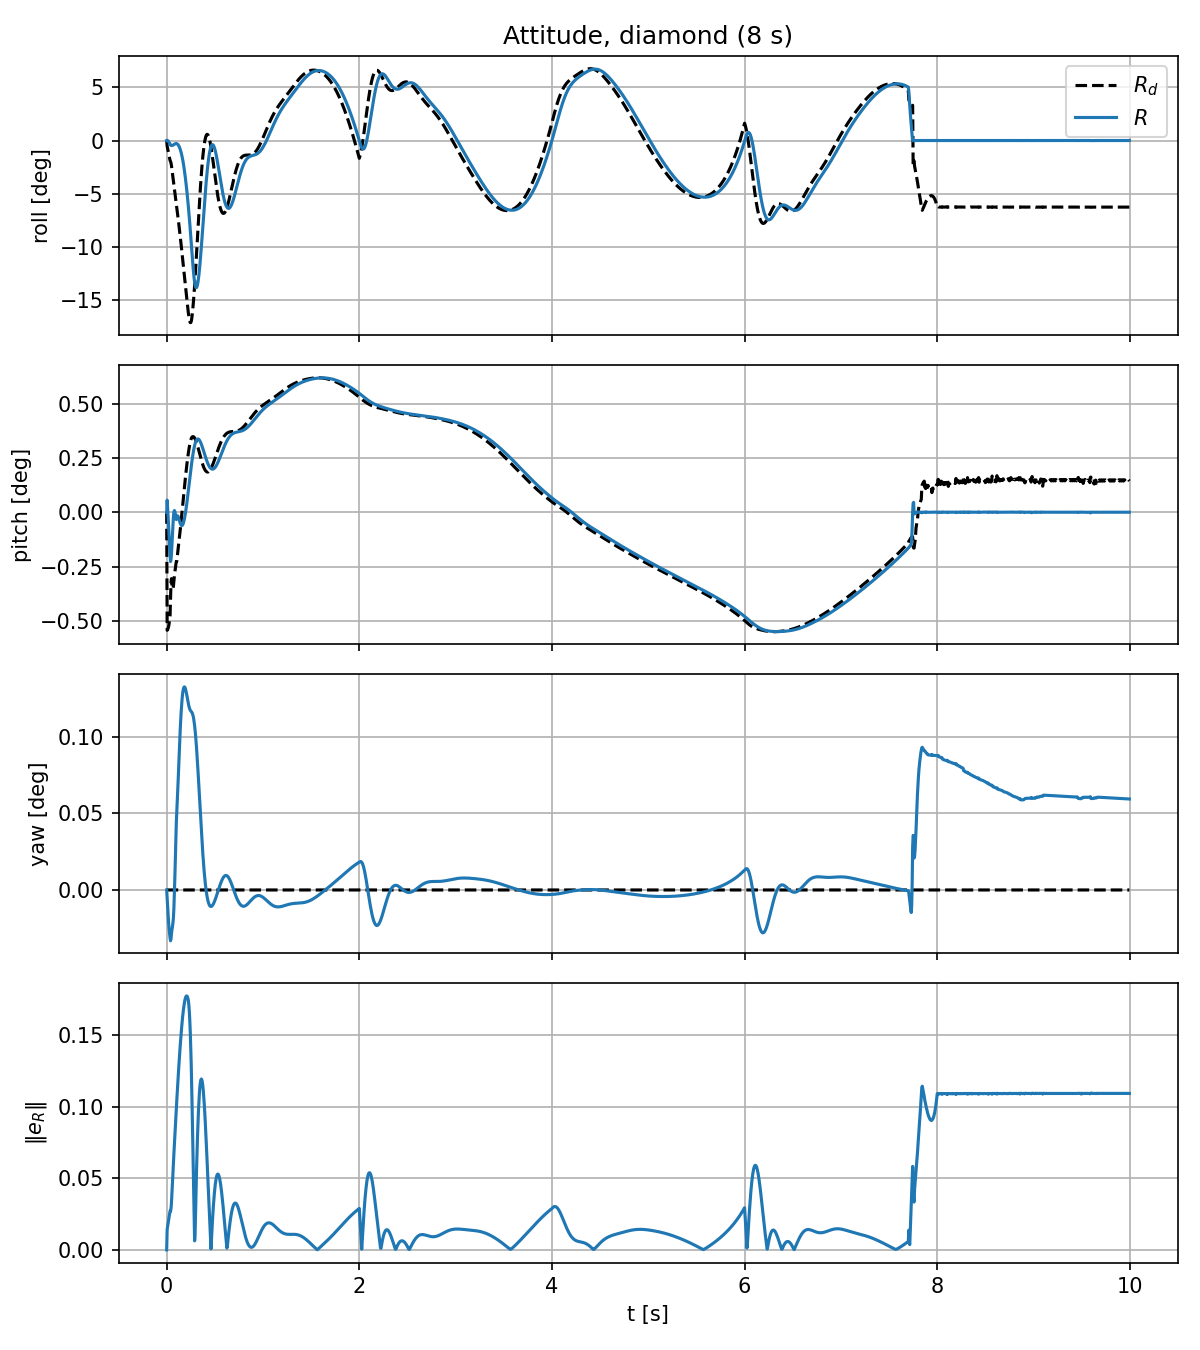 Attitude, diamond (8 s)
R_d
R
5
0
−5
−10
−15
roll [deg]
0.50
0.25
0.00
−0.25
−0.50
pitch [deg]
0.10
0.05
0.00
yaw [deg]
0.15
0.10
0.05
0.00
‖e_R‖
0 2 4 6 8 10
t [s]